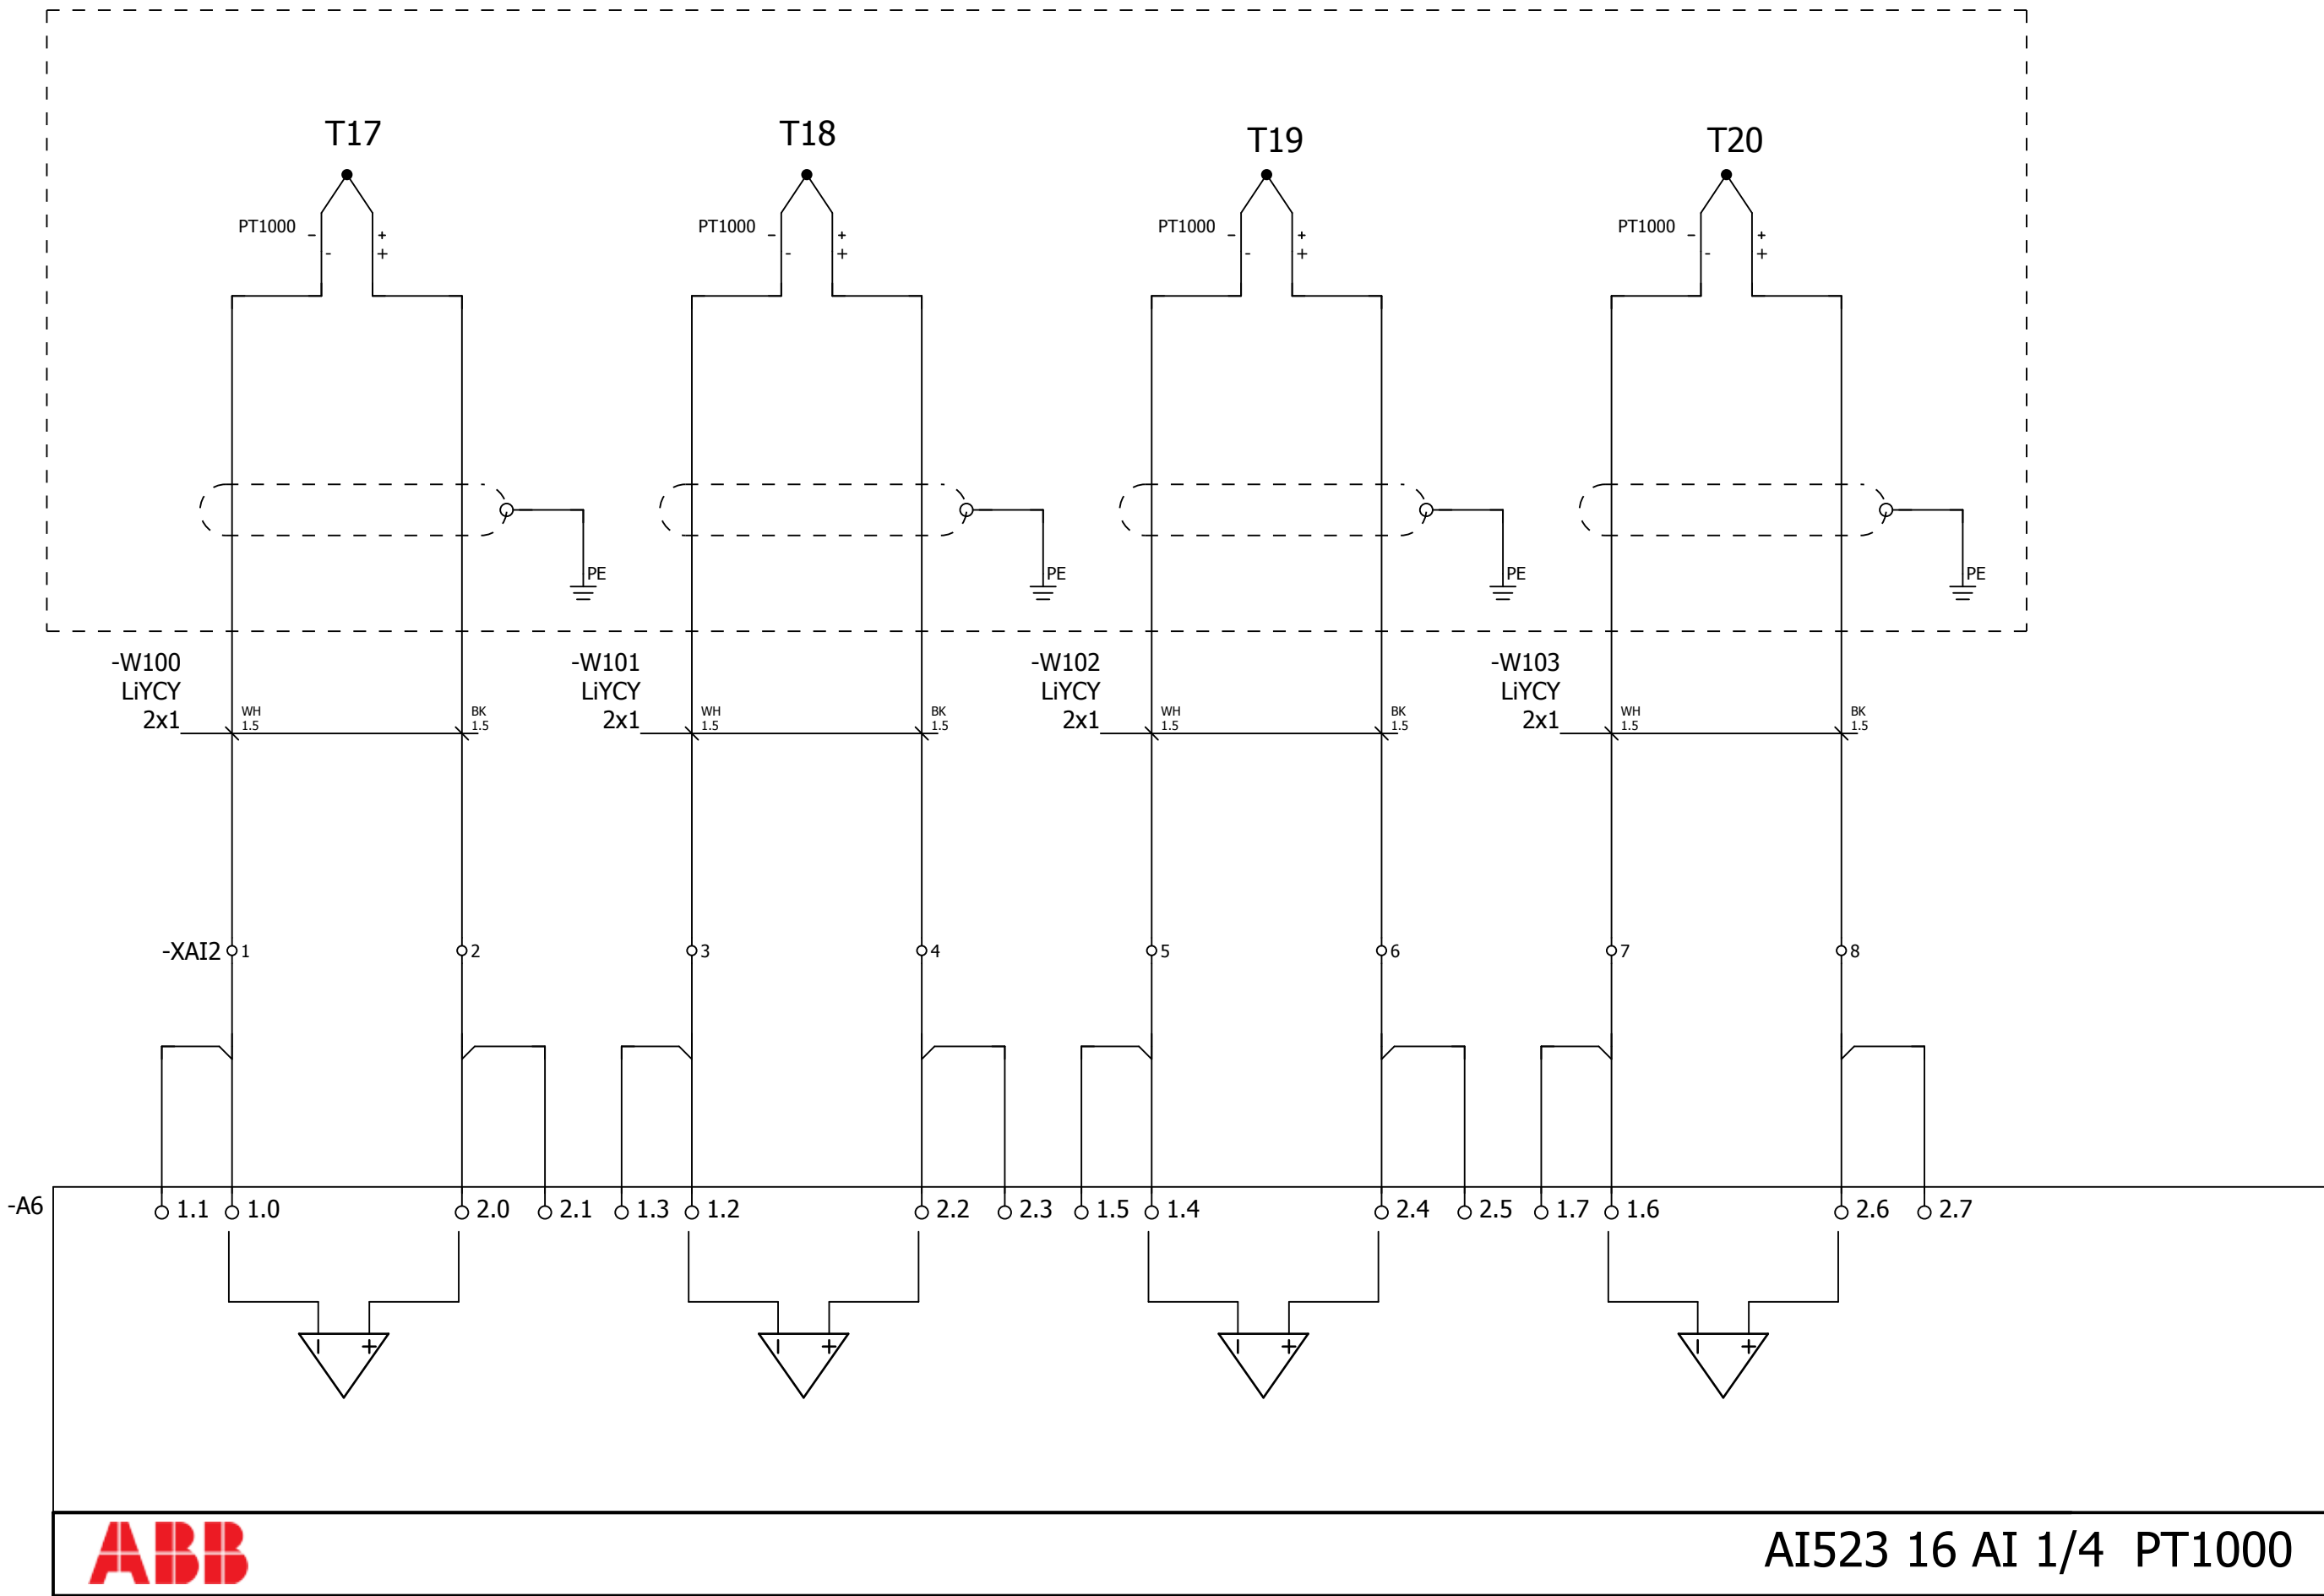 T17 T18 T19 T20
PT1000 - + PT1000 - + PT1000 - + PT1000 - +
- + - + - + - +
PE PE PE PE
-W100 -W101 -W102 -W103
LiYCY LiYCY LiYCY LiYCY
2x1 WH BK 2x1 WH BK 2x1 WH BK 2x1 WH BK
1.5 1.5 1.5 1.5 1.5 1.5 1.5 1.5
-XAI2 1 2 3 4 5 6 7 8
-A6 1.1 1.0 2.0 2.1 1.3 1.2 2.2 2.3 1.5 1.4 2.4 2.5 1.7 1.6 2.6 2.7
- + - + - + - +
ABB AI523 16 AI 1/4 PT1000